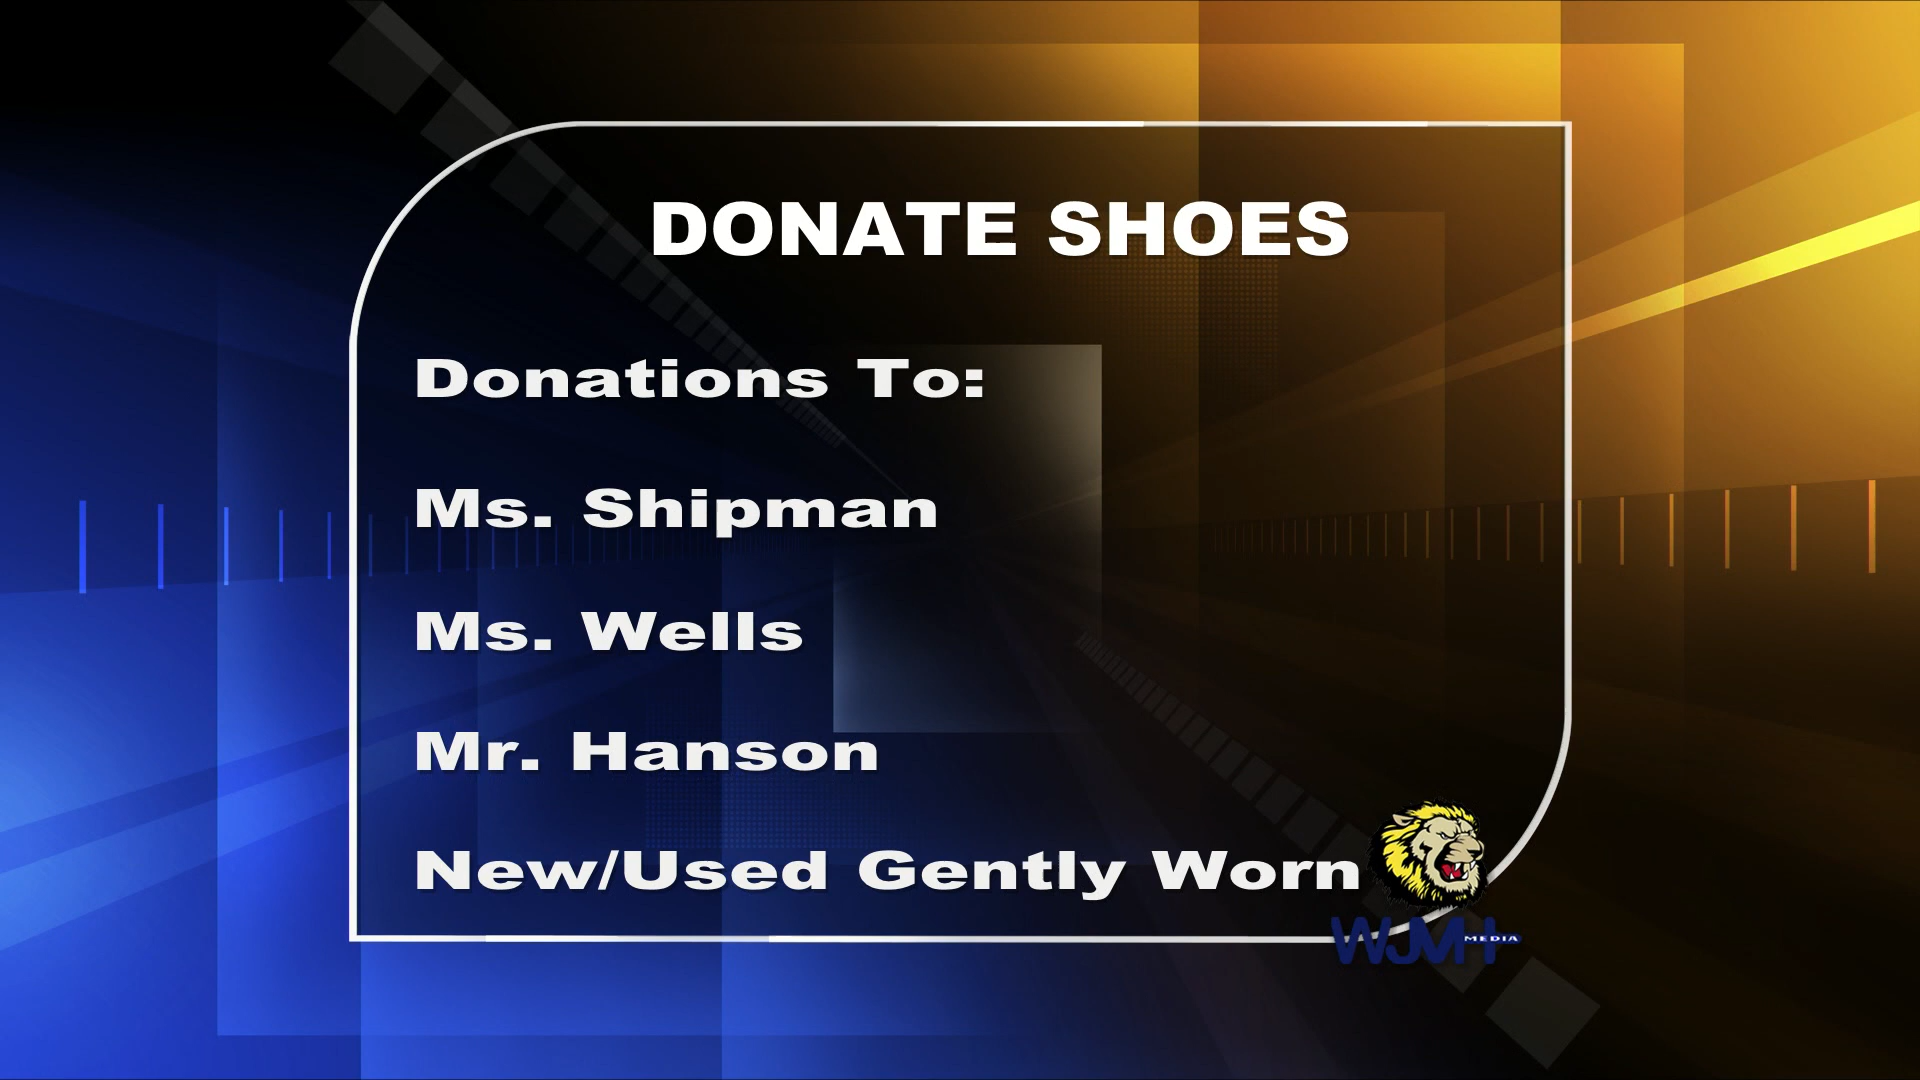 DONATE SHOES
Donations To:
Ms. Shipman
Ms. Wells
Mr. Hanson
New/Used Gently Worn
WJMH
MEDIA